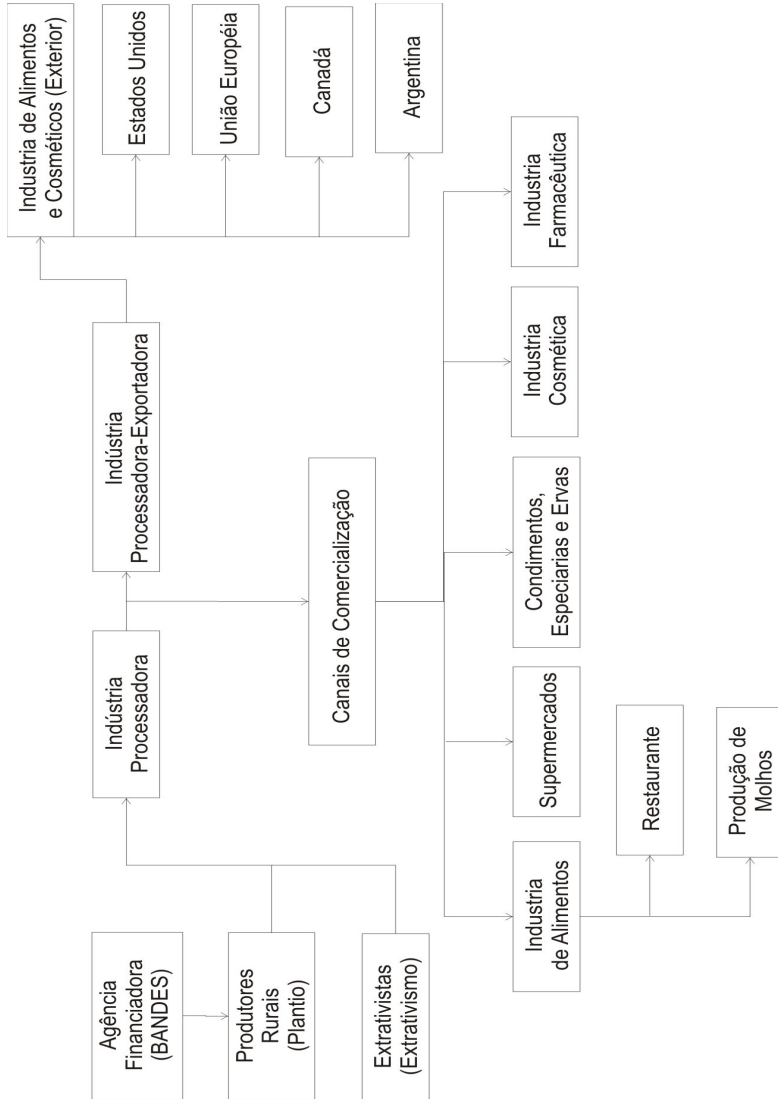 Agência
Financiadora
(BANDES)
Produtores
Rurais
(Plantio)
Extrativistas
(Extrativismo)
Indústria
Processadora
Indústria
Processadora-Exportadora
Industria de Alimentos
e Cosméticos (Exterior)
Estados Unidos
União Européia
Canadá
Argentina
Canais de Comercialização
Industria
de Alimentos
Supermercados
Condimentos,
Especiarias e Ervas
Industria
Cosmética
Industria
Farmacêutica
Restaurante
Produção de
Molhos